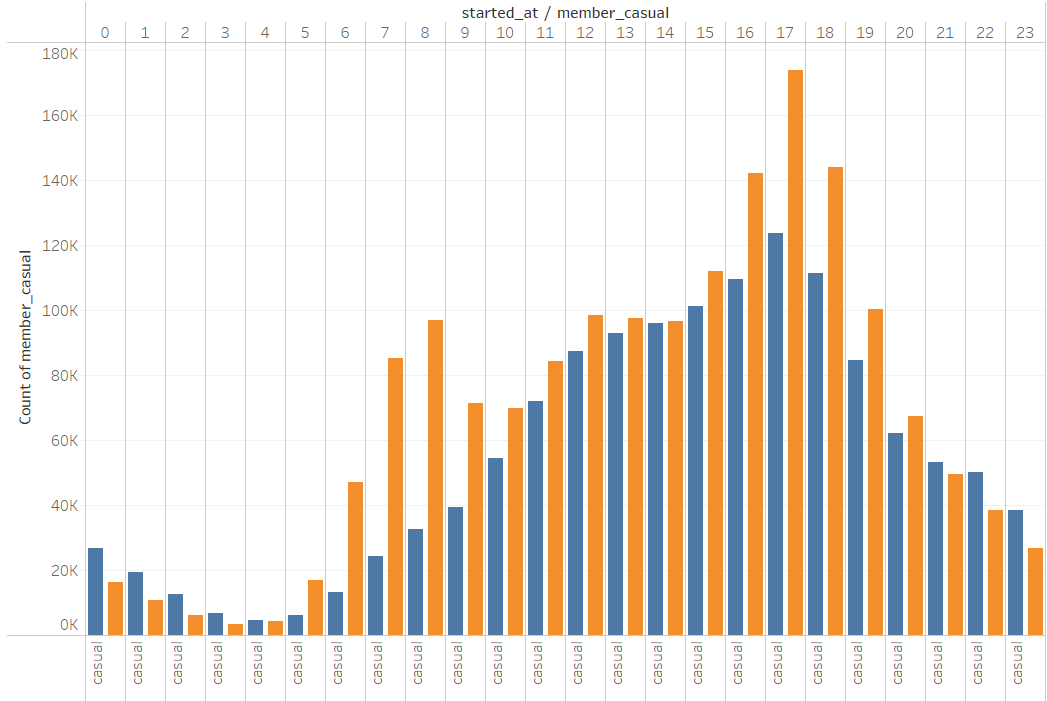 started_at / member_casual
0 1 2 3 4 5 6 7 8 9 10 11 12 13 14 15 16 17 18 19 20 21 22 23
180K
160K
140K
120K
100K
80K
60K
40K
20K
0K
Count of member_casual
casual casual casual casual casual casual casual casual casual casual casual casual casual casual casual casual casual casual casual casual casual casual casual casual